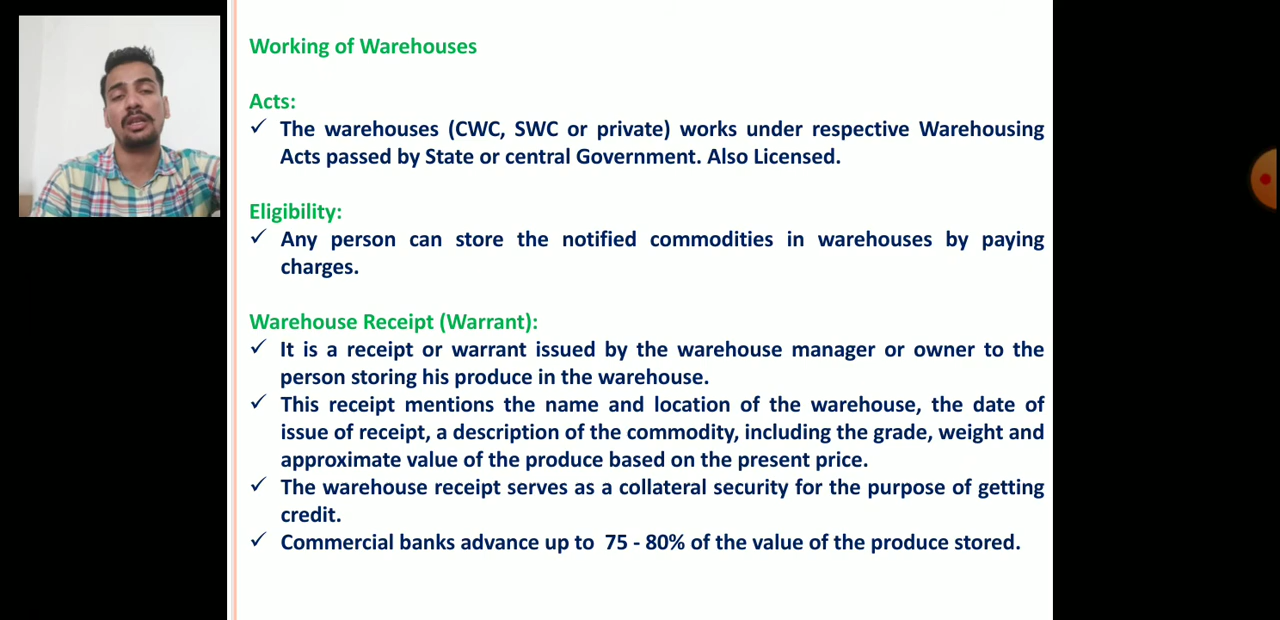 Working of Warehouses
Acts:
✓ The warehouses (CWC, SWC or private) works under respective Warehousing
Acts passed by State or central Government. Also Licensed.
Eligibility:
✓ Any person can store the notified commodities in warehouses by paying
charges.
Warehouse Receipt (Warrant):
✓ It is a receipt or warrant issued by the warehouse manager or owner to the
person storing his produce in the warehouse.
✓ This receipt mentions the name and location of the warehouse, the date of
issue of receipt, a description of the commodity, including the grade, weight and
approximate value of the produce based on the present price.
✓ The warehouse receipt serves as a collateral security for the purpose of getting
credit.
✓ Commercial banks advance up to 75 - 80% of the value of the produce stored.